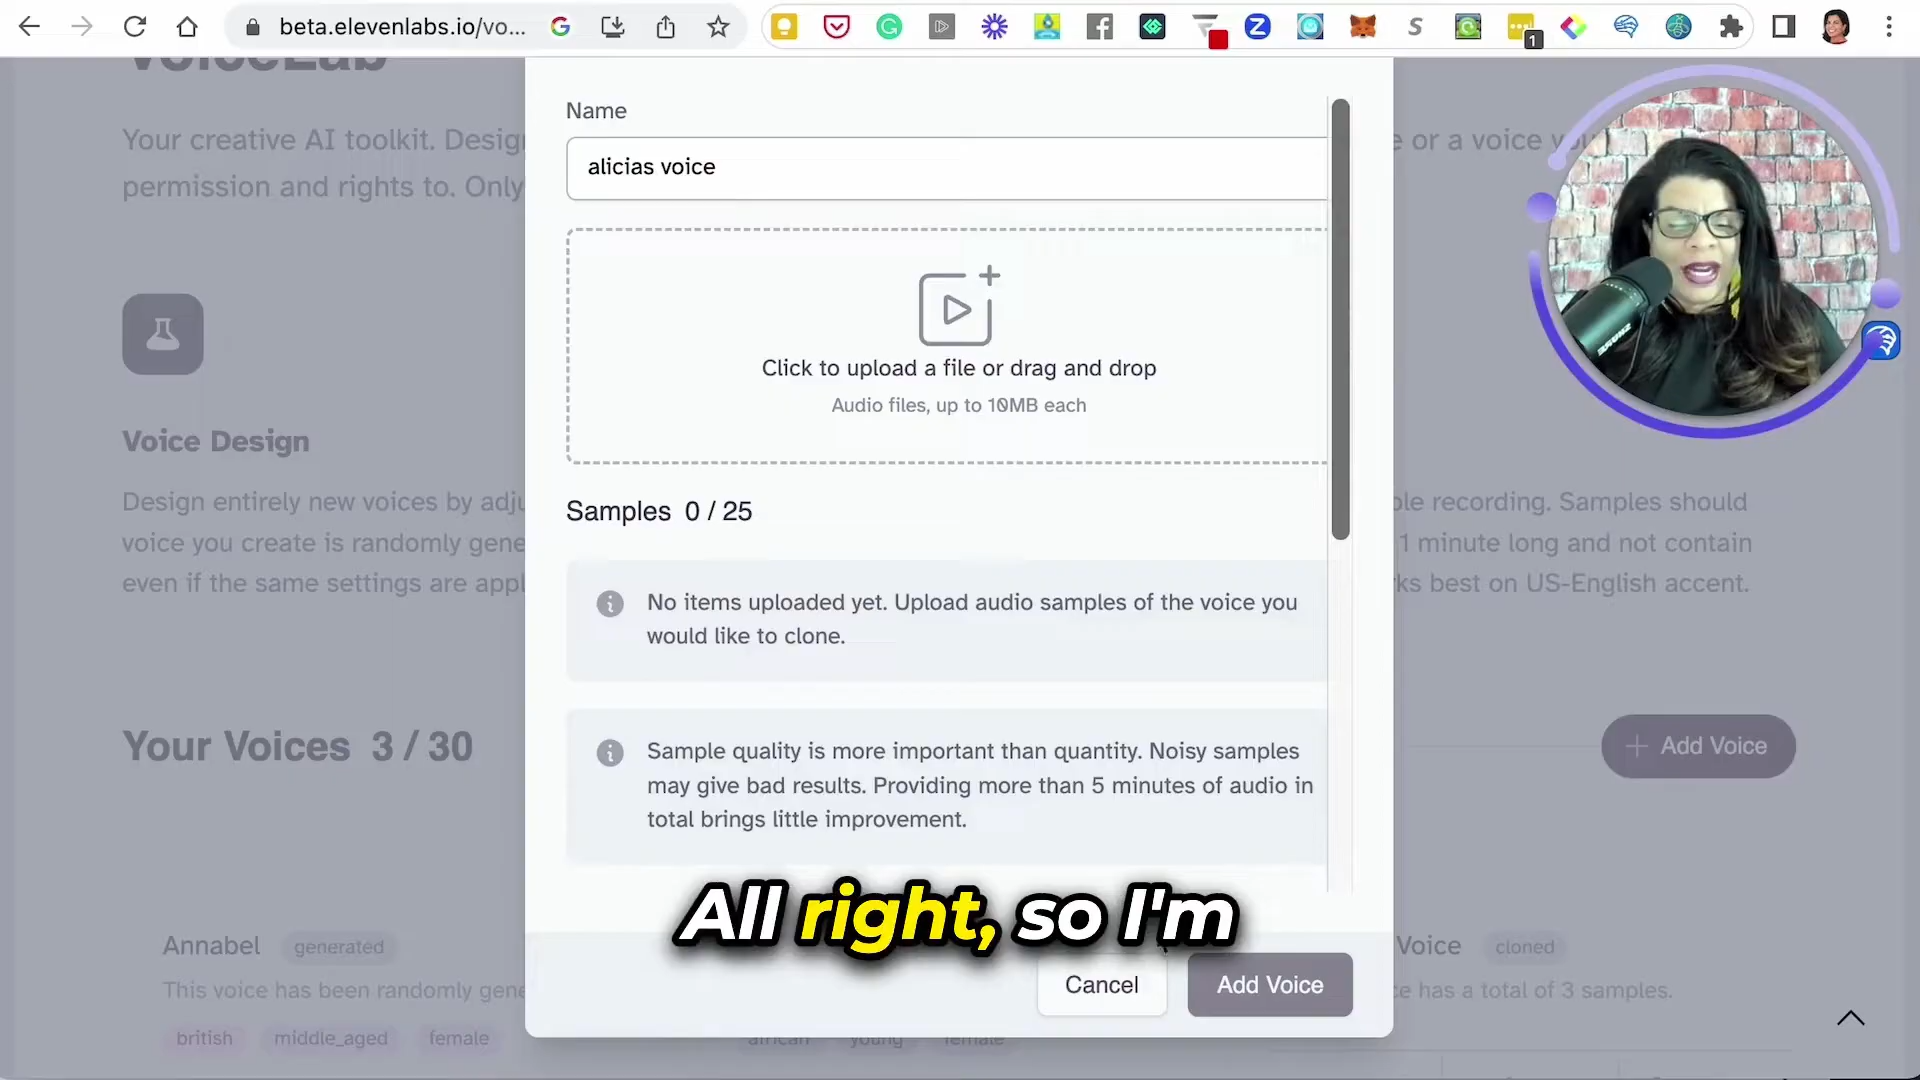 beta.elevenlabs.io/vo...
1
VoiceLab
Your creative AI toolkit. Desig
e or a voice y
permission and rights to. Only
Name
alicias voice
Click to upload a file or drag and drop
Audio files, up to 10MB each
Voice Design
Design entirely new voices by adju
voice you create is randomly gene
even if the same settings are appl
ple recording. Samples should
1 minute long and not contain
ks best on US-English accent.
Samples 0 / 25
No items uploaded yet. Upload audio samples of the voice you
would like to clone.
Your Voices 3 / 30
Add Voice
Sample quality is more important than quantity. Noisy samples
may give bad results. Providing more than 5 minutes of audio in
total brings little improvement.
All right, so I'm
Annabel generated
This voice has been randomly gene
british middle_aged female
african young female
Voice cloned
ce has a total of 3 samples.
Cancel
Add Voice